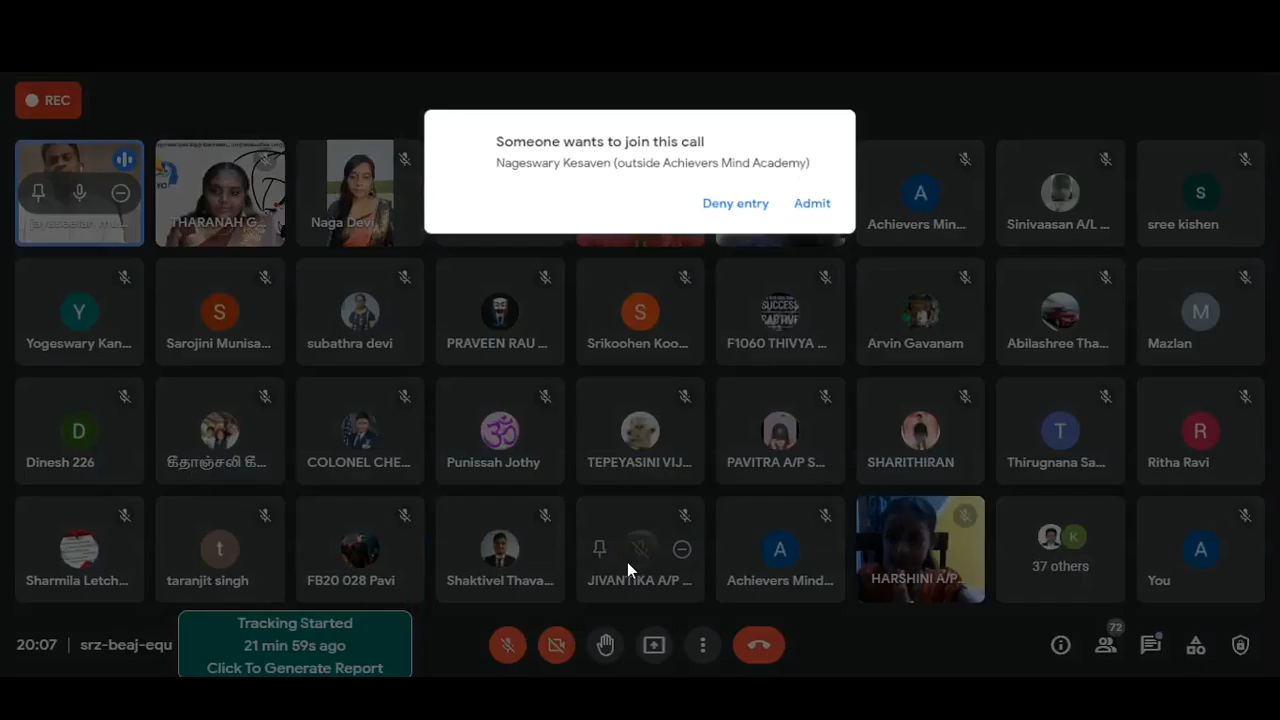 REC
Someone wants to join this call
Nageswary Kesaven (outside Achievers Mind Academy)
Deny entry Admit
THARANAH G...
Naga Devi
A
Achievers Min...
Sinivaasan A/L ...
S
sree kishen
Y
Yogeswary Kan...
S
Sarojini Munisa...
subathra devi
PRAVEEN RAU ...
S
Srikoohen Koo...
SUCCESS
F1060 THIVYA ...
Arvin Gavanam
Abilashree Tha...
M
Mazlan
D
Dinesh 226
கீதாஞ்சலி கீ...
COLONEL CHE...
ॐ
Punissah Jothy
TEPEYASINI VIJ...
PAVITRA A/P S...
SHARITHIRAN
T
Thirugnana Sa...
R
Ritha Ravi
Sharmila Letch...
t
taranjit singh
FB20 028 Pavi
Shaktivel Thava...
JIVANTIKA A/P ...
A
Achievers Mind...
HARSHINI A/P...
K
37 others
A
You
20:07 | srz-beaj-equ
Tracking Started
21 min 59s ago
Click To Generate Report
72